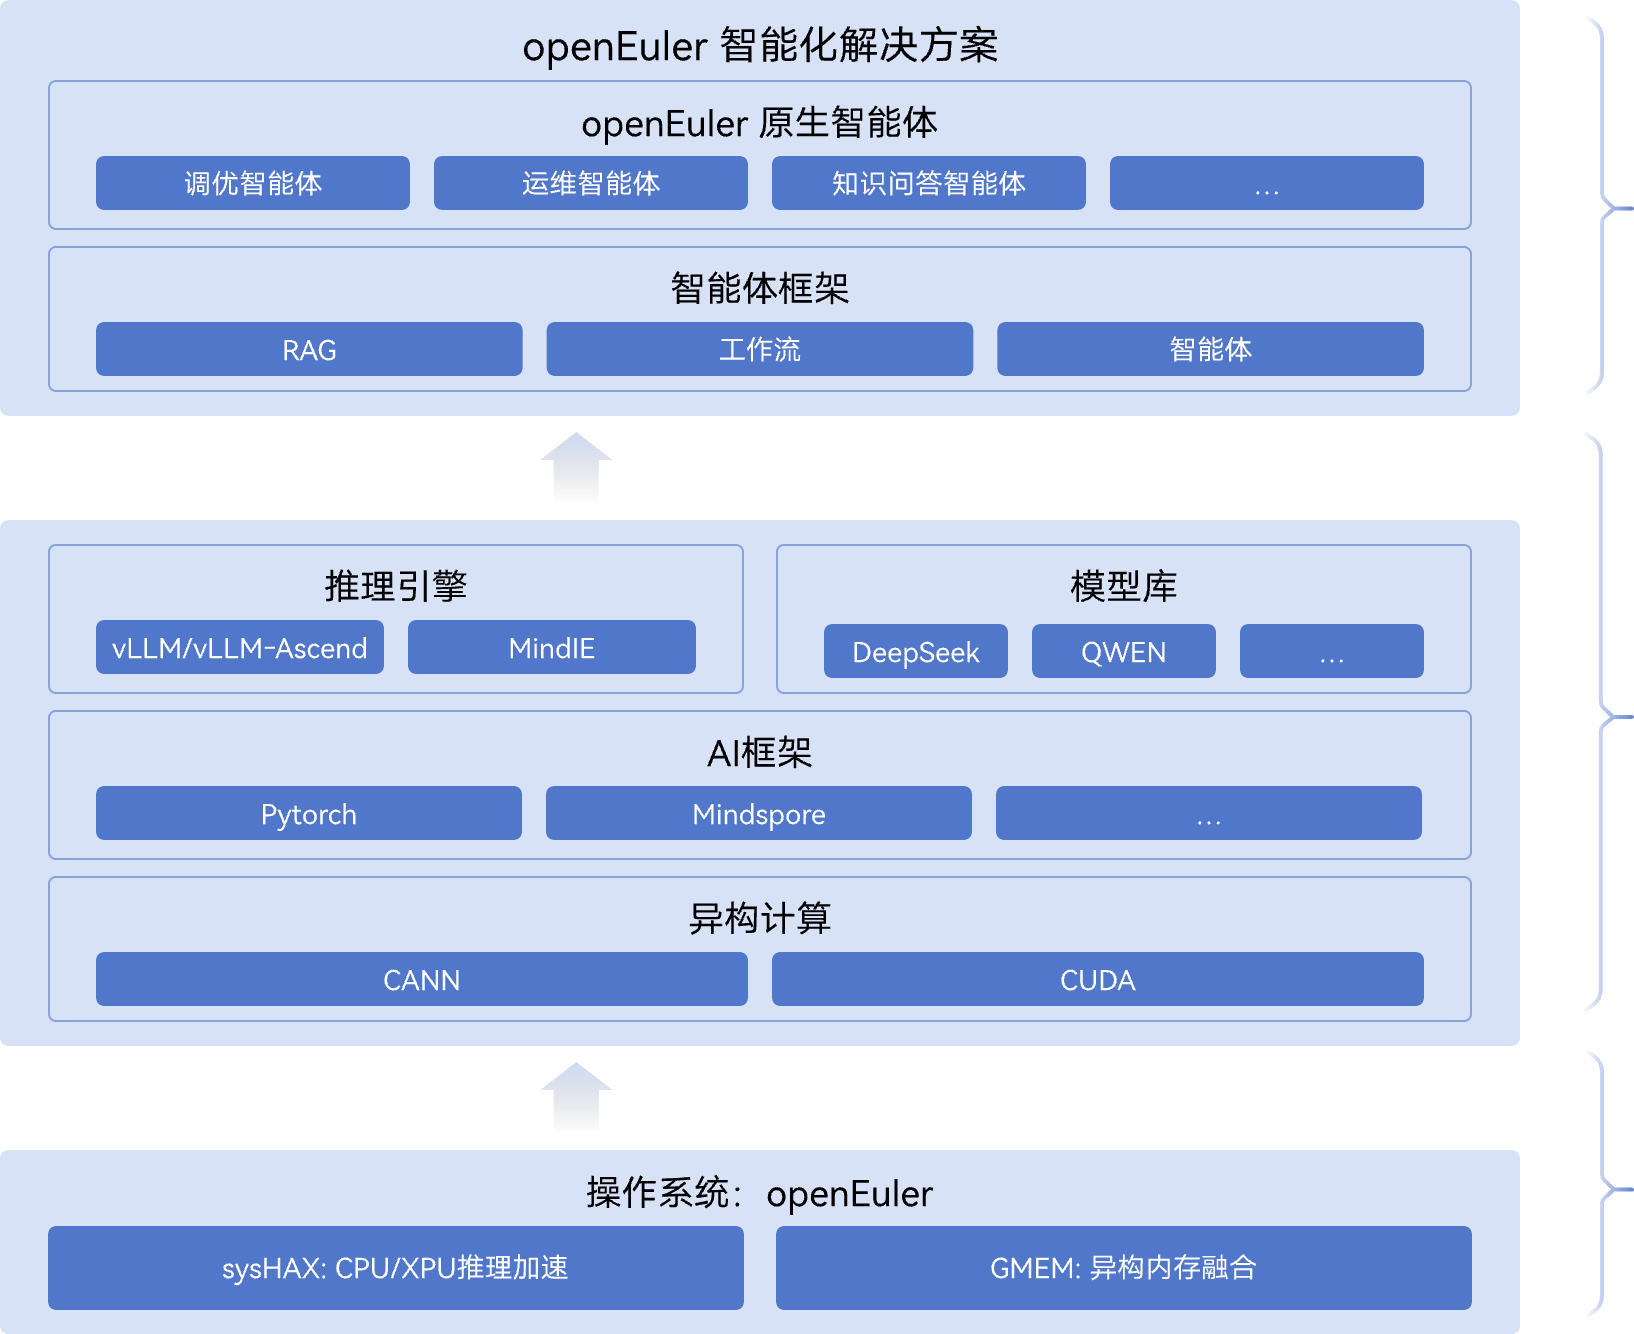 openEuler 智能化解决方案
openEuler 原生智能体
调优智能体
运维智能体
知识问答智能体
...
智能体框架
RAG
工作流
智能体
推理引擎
vLLM/vLLM-Ascend
MindIE
模型库
DeepSeek
QWEN
...
AI框架
Pytorch
Mindspore
...
异构计算
CANN
CUDA
操作系统：openEuler
sysHAX: CPU/XPU推理加速
GMEM: 异构内存融合